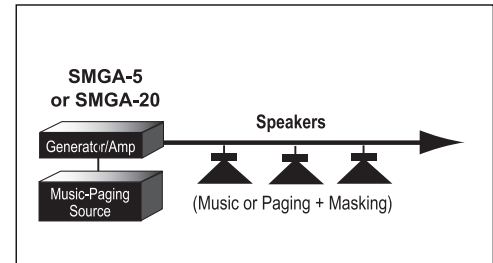 SMGA-5
or SMGA-20
Generator/Amp
Speakers
Music-Paging
Source
(Music or Paging + Masking)